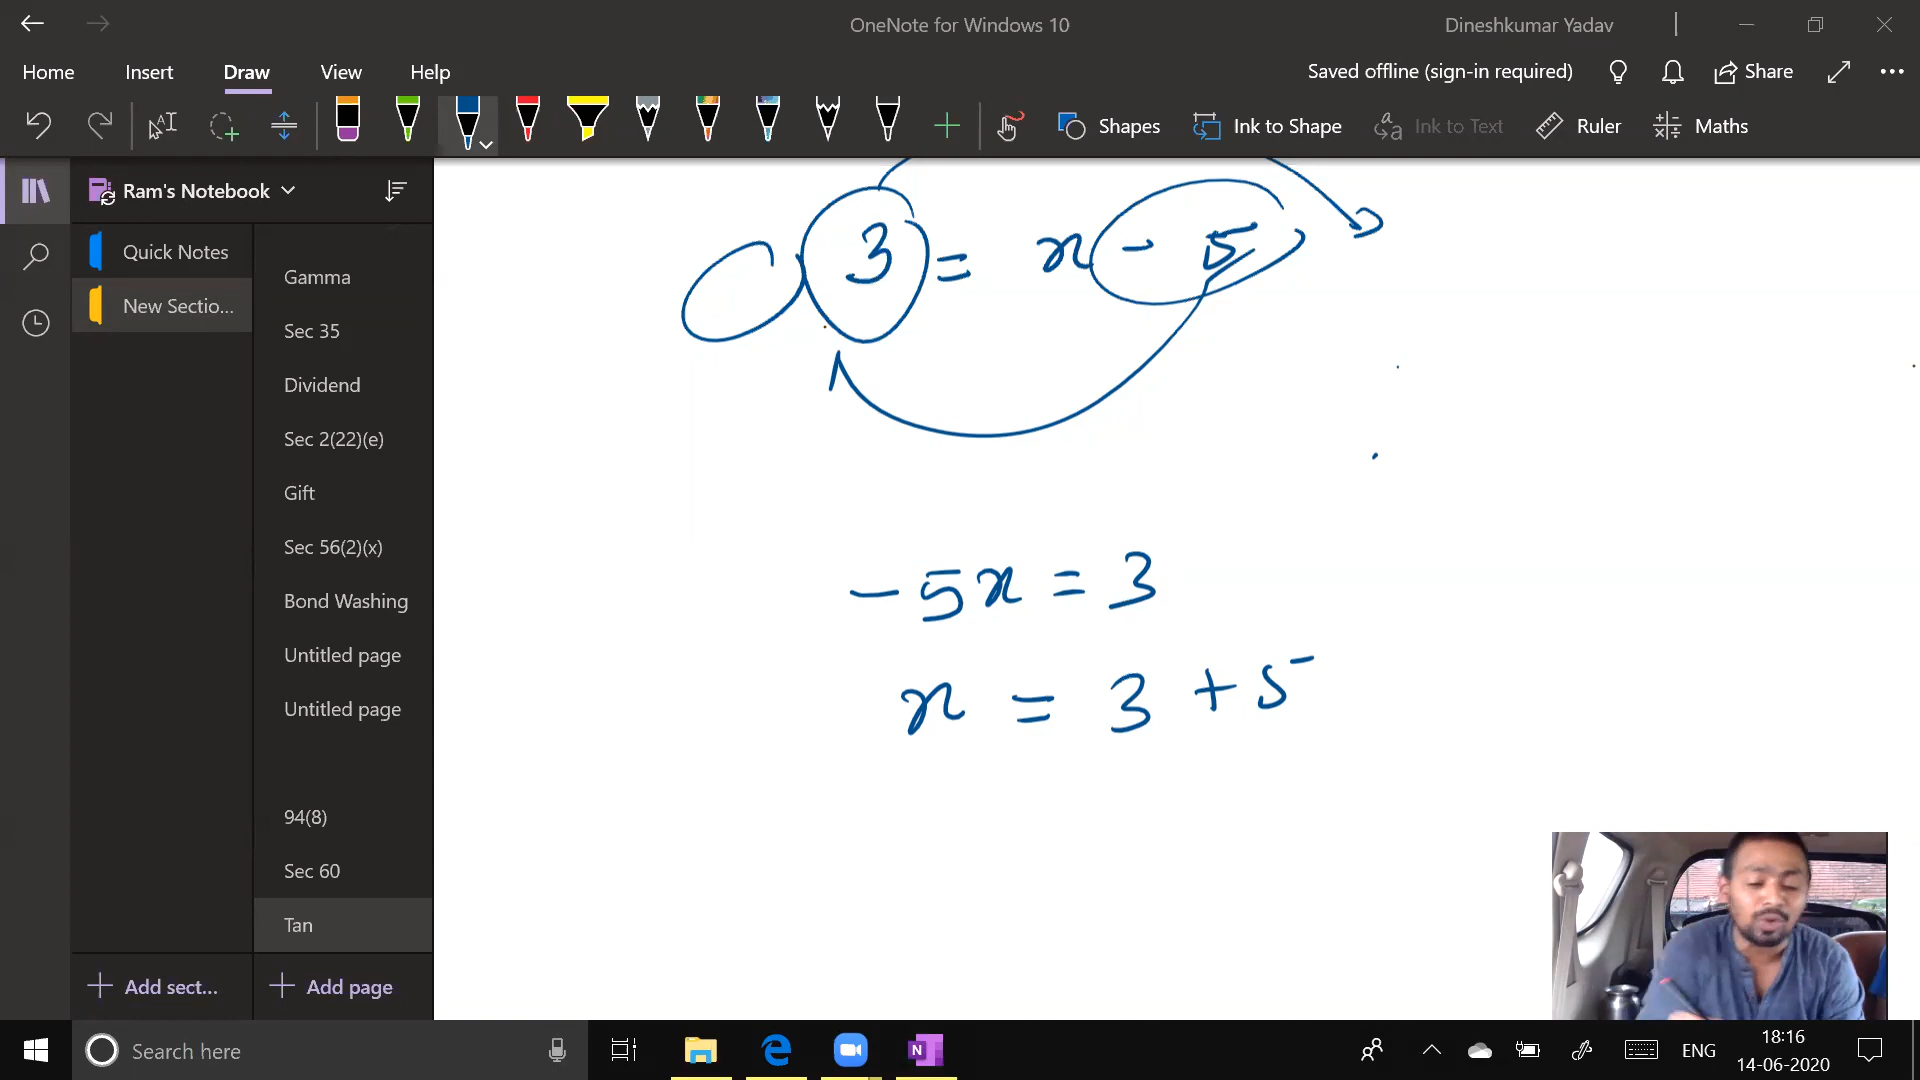 OneNote for Windows 10
Dineshkumar Yadav
Home Insert Draw View Help
Saved offline (sign-in required)
Share
Shapes
Ink to Shape
Ink to Text
Ruler
Maths
Ram's Notebook
Quick Notes
New Sectio...
Gamma
Sec 35
Dividend
Sec 2(22)(e)
Gift
Sec 56(2)(x)
Bond Washing
Untitled page
Untitled page
94(8)
Sec 60
Tan
Add sect...
Add page
3 = x - 5
- 5x = 3
x = 3 + 5
Search here
ENG
18:16
14-06-2020